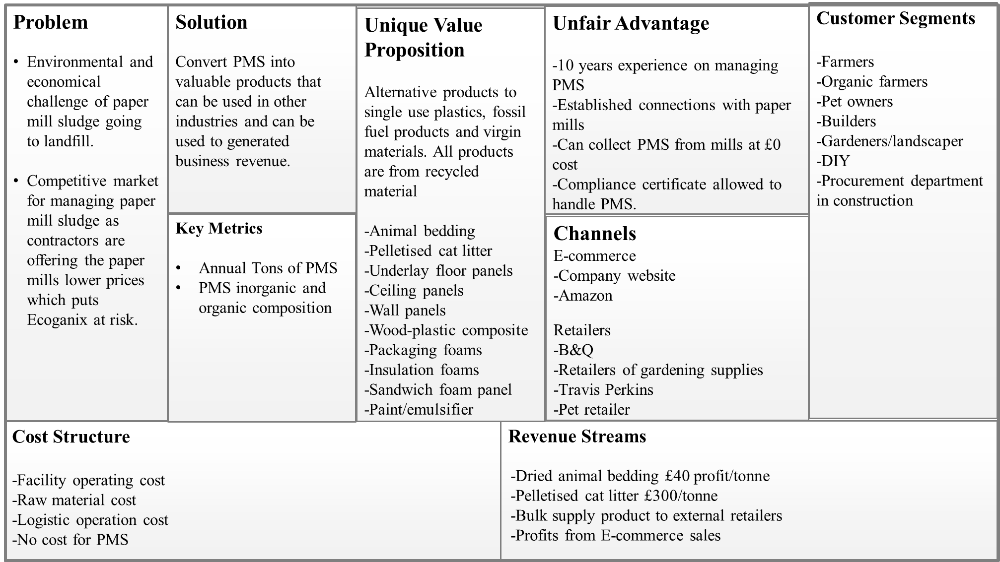 Problem
• Environmental and
economical
challenge of paper
mill sludge going
to landfill.
• Competitive market
for managing paper
mill sludge as
contractors are
offering the paper
mills lower prices
which puts
Ecoganix at risk.
Solution
Convert PMS into
valuable products that
can be used in other
industries and can be
used to generated
business revenue.
Key Metrics
• Annual Tons of PMS
• PMS inorganic and
organic composition
Unique Value
Proposition
Alternative products to
single use plastics, fossil
fuel products and virgin
materials. All products
are from recycled
material
-Animal bedding
-Pelletised cat litter
-Underlay floor panels
-Ceiling panels
-Wall panels
-Wood-plastic composite
-Packaging foams
-Insulation foams
-Sandwich foam panel
-Paint/emulsifier
Unfair Advantage
-10 years experience on managing
PMS
-Established connections with paper
mills
-Can collect PMS from mills at £0
cost
-Compliance certificate allowed to
handle PMS.
Channels
E-commerce
-Company website
-Amazon
Retailers
-B&Q
-Retailers of gardening supplies
-Travis Perkins
-Pet retailer
Customer Segments
-Farmers
-Organic farmers
-Pet owners
-Builders
-Gardeners/landscaper
-DIY
-Procurement department
in construction
Cost Structure
-Facility operating cost
-Raw material cost
-Logistic operation cost
-No cost for PMS
Revenue Streams
-Dried animal bedding £40 profit/tonne
-Pelletised cat litter £300/tonne
-Bulk supply product to external retailers
-Profits from E-commerce sales